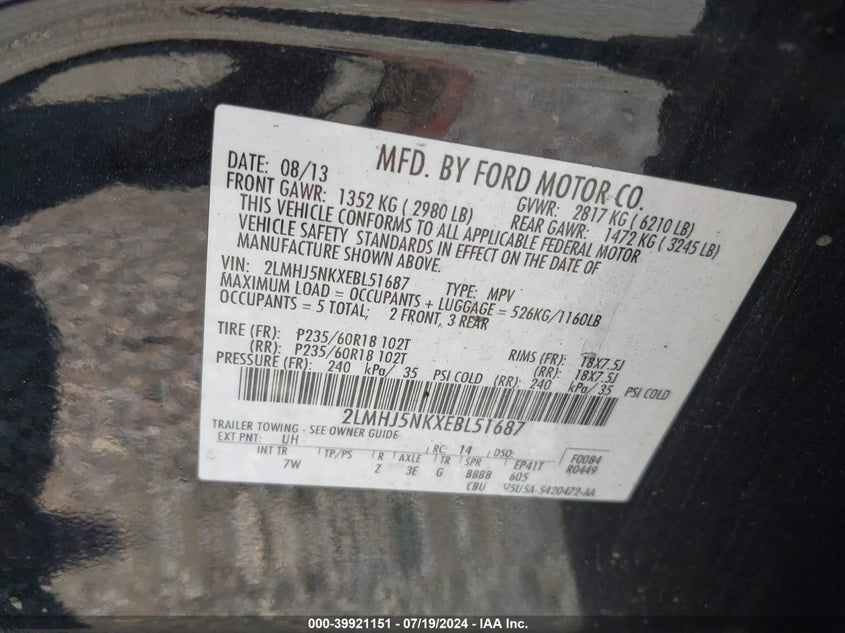 MFD. BY FORD MOTOR CO.
DATE: 08/13 GVWR: 2817 KG ( 6210 LB)
FRONT GAWR: 1352 KG ( 2980 LB) REAR GAWR: 1472 KG ( 3245 LB)
THIS VEHICLE CONFORMS TO ALL APPLICABLE FEDERAL MOTOR
VEHICLE SAFETY STANDARDS IN EFFECT ON THE DATE OF
MANUFACTURE SHOWN ABOVE.
VIN: 2LMHJ5NKXEBL51687 TYPE: MPV
MAXIMUM LOAD = OCCUPANTS + LUGGAGE = 526KG/1160LB
OCCUPANTS = 5 TOTAL; 2 FRONT, 3 REAR
TIRE (FR): P235/60R18 102T RIMS (FR): 18X7.5J
(RR): P235/60R18 102T (RR): 18X7.5J
PRESSURE (FR): 240 kPa/ 35 PSI COLD (RR): 240 kPa/ 35 PSI COLD
2LMHJ5NKXEBL51687
TRAILER TOWING - SEE OWNER GUIDE
EXT PNT: UH RC: 14 DSO: F0084
INT TR TP/PS R AXLE TR SPR EP41T R0449
7W Z 3E G BBBB 605
CBU 5U5A-5420472-AA
000-39921151 - 07/19/2024 - IAA Inc.